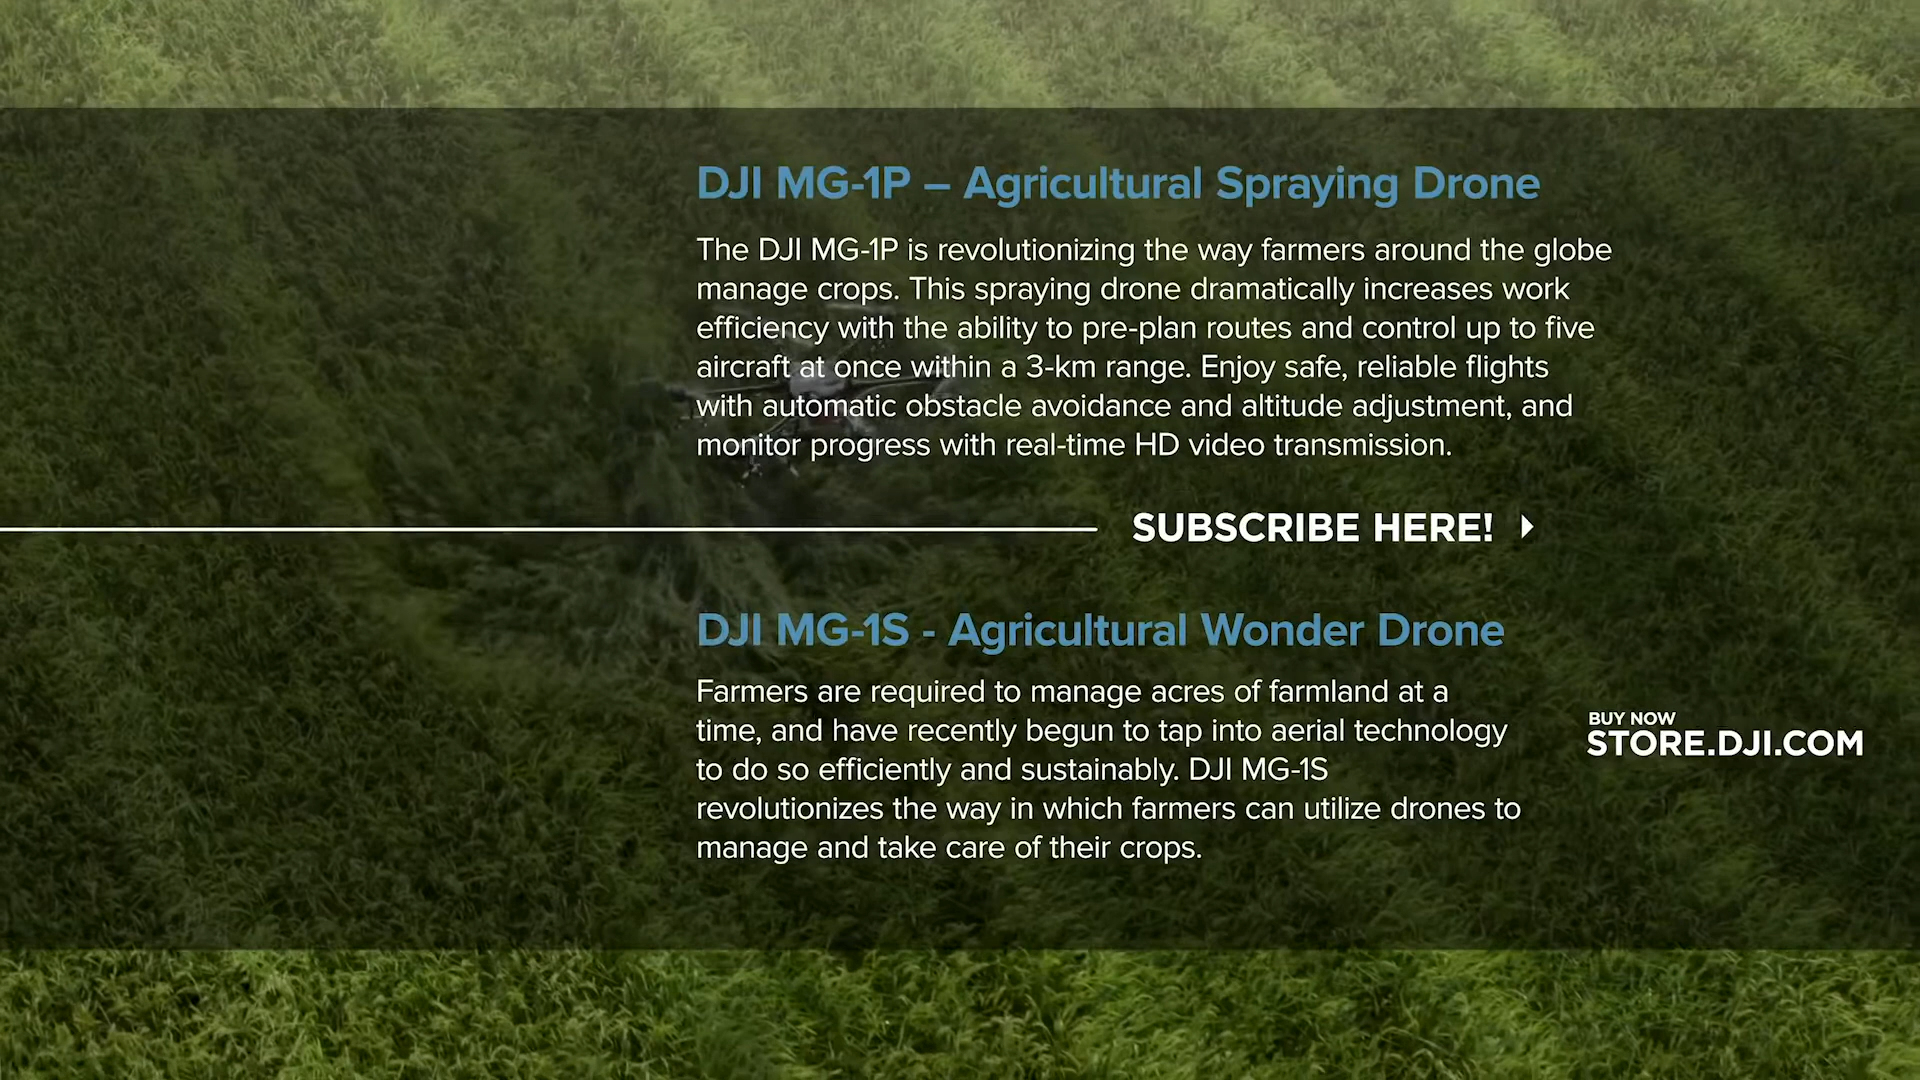 DJI MG-1P – Agricultural Spraying Drone
The DJI MG-1P is revolutionizing the way farmers around the globe
manage crops. This spraying drone dramatically increases work
efficiency with the ability to pre-plan routes and control up to five
aircraft at once within a 3-km range. Enjoy safe, reliable flights
with automatic obstacle avoidance and altitude adjustment, and
monitor progress with real-time HD video transmission.
SUBSCRIBE HERE!
DJI MG-1S - Agricultural Wonder Drone
Farmers are required to manage acres of farmland at a
time, and have recently begun to tap into aerial technology
to do so efficiently and sustainably. DJI MG-1S
revolutionizes the way in which farmers can utilize drones to
manage and take care of their crops.
BUY NOW
STORE.DJI.COM